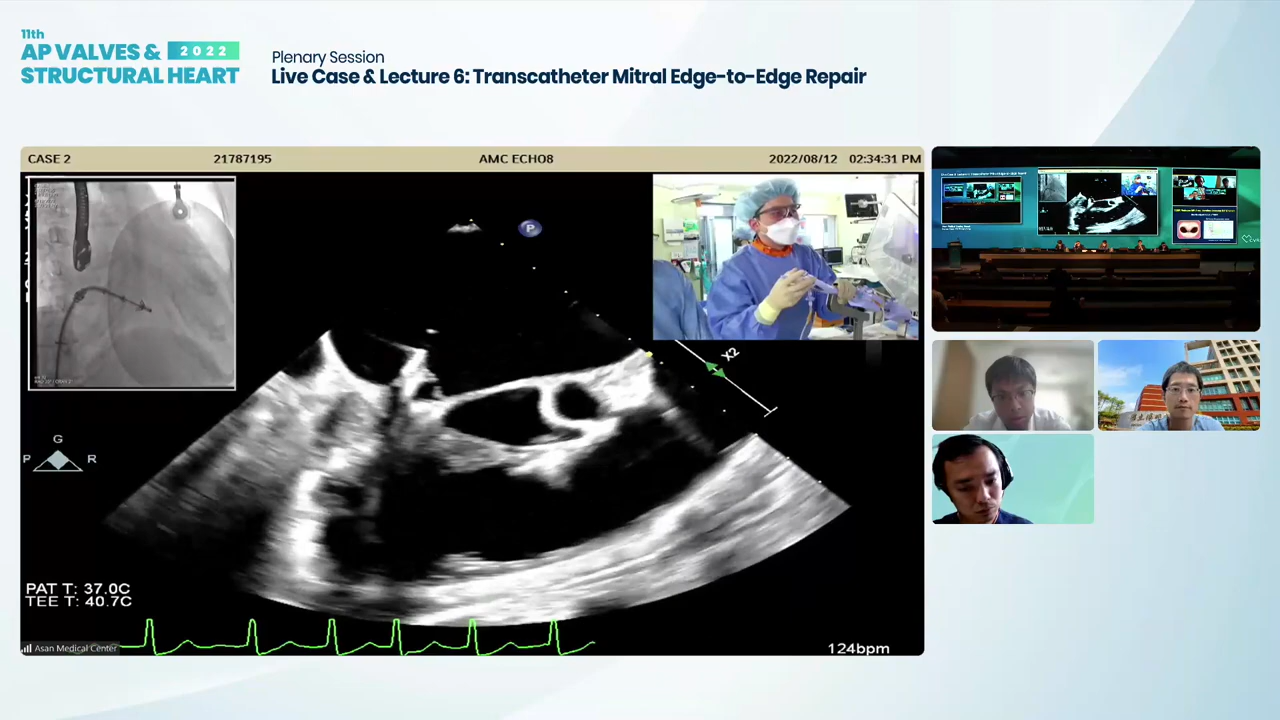 11th
AP VALVES & 2022
STRUCTURAL HEART
Plenary Session
Live Case & Lecture 6: Transcatheter Mitral Edge-to-Edge Repair
CASE 2 21787195 AMC ECHO8 2022/08/12 02:34:31 PM
P
X2
G
P R
PAT T: 37.0C
TEE T: 40.7C
Asan Medical Center
124bpm